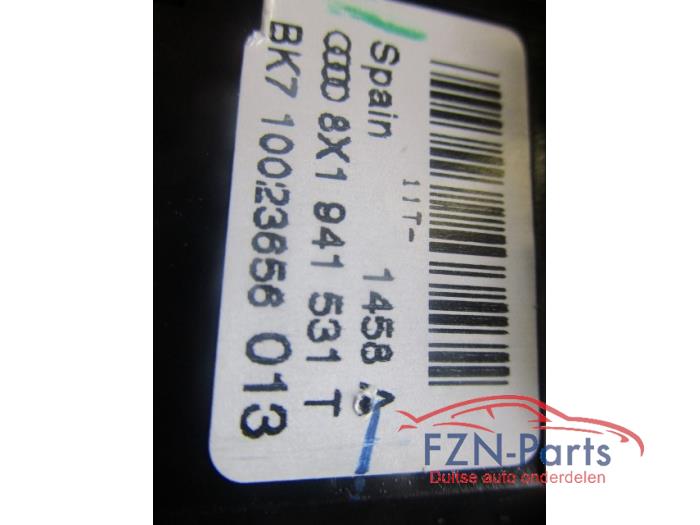 11T-
Spain 1458 A
8X1 941 531 T
BK7 10023656 013
FZN-Parts
Duitse auto onderdelen